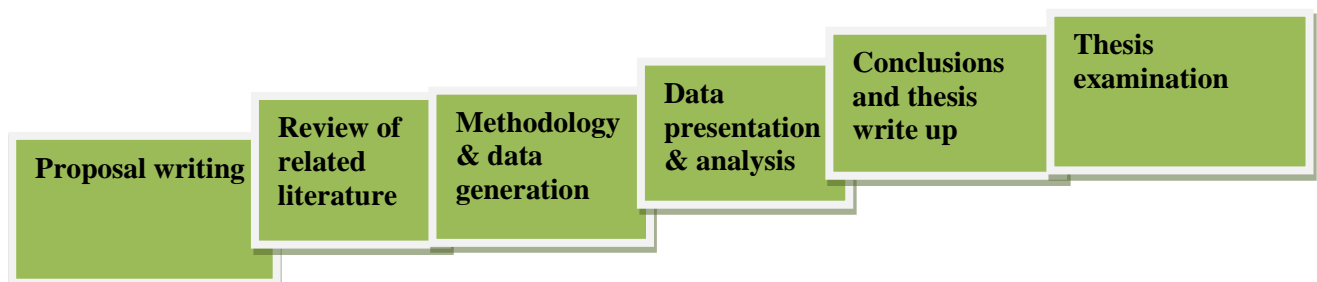 Proposal writing
Review of
related
literature
Methodology
& data
generation
Data
presentation
& analysis
Conclusions
and thesis
write up
Thesis
examination